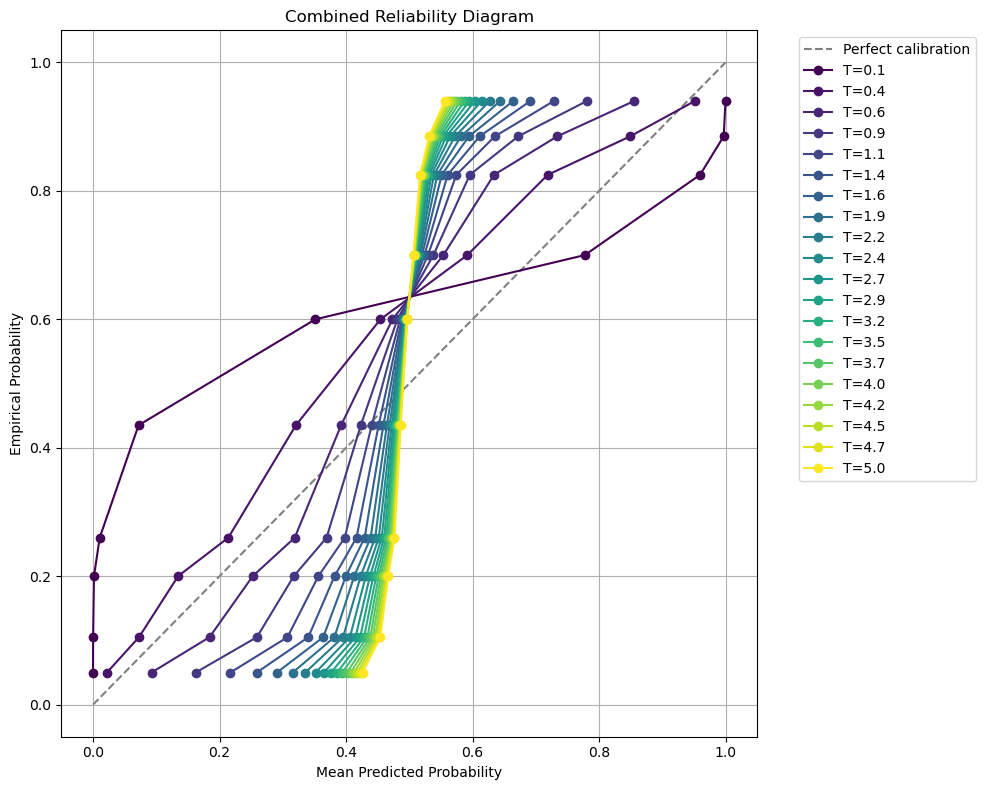 Combined Reliability Diagram
Empirical Probability
1.0
0.8
0.6
0.4
0.2
0.0
0.0 0.2 0.4 0.6 0.8 1.0
Mean Predicted Probability
Perfect calibration
T=0.1
T=0.4
T=0.6
T=0.9
T=1.1
T=1.4
T=1.6
T=1.9
T=2.2
T=2.4
T=2.7
T=2.9
T=3.2
T=3.5
T=3.7
T=4.0
T=4.2
T=4.5
T=4.7
T=5.0